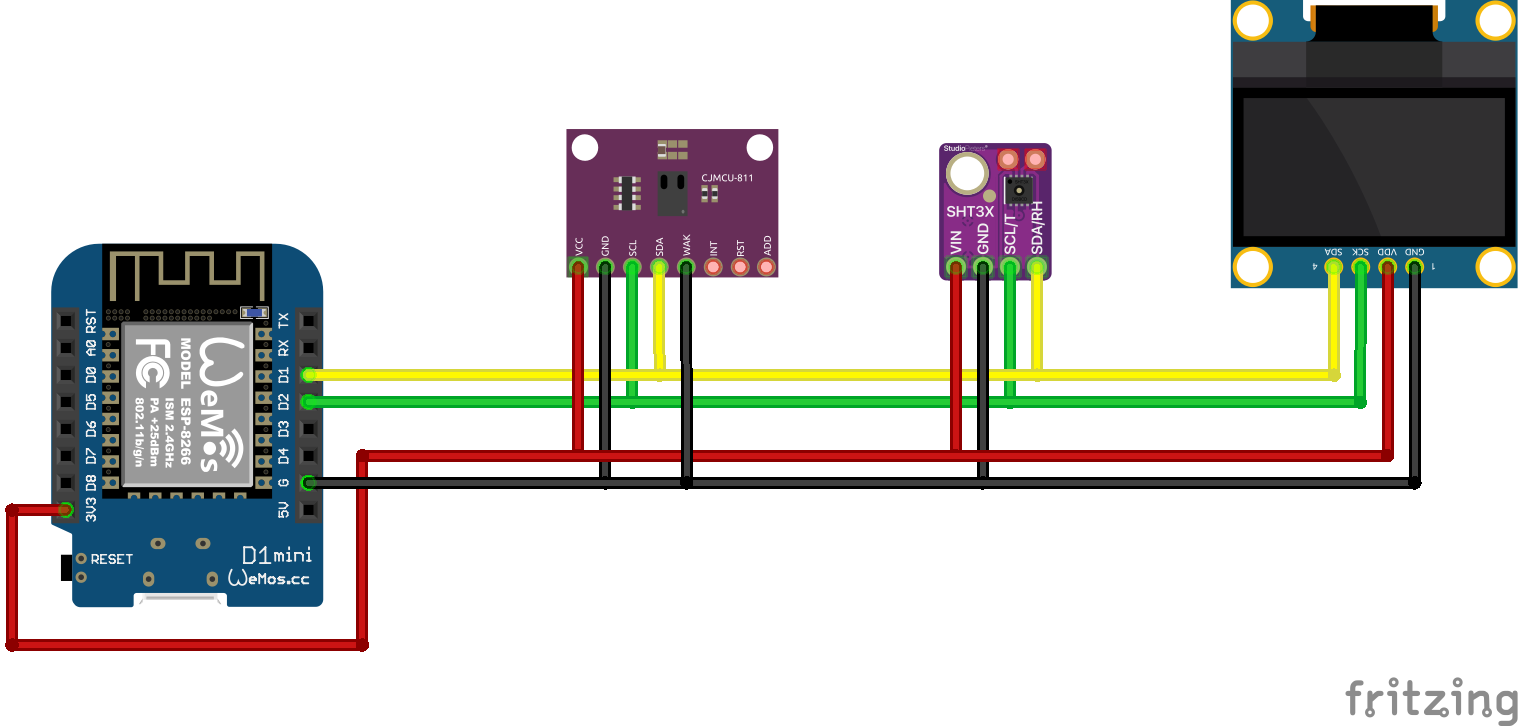 StudioPieters®
CJMCU-811
SHT3X
VCC
GND
SCL
SDA
WAK
INT
RST
ADD
VIN
GND
SCL/T
SDA/RH
4
SDA
SCK
VDD
GND
1
RST
A0
D0
D5
D6
D7
D8
3V3
TX
RX
D1
D2
D3
D4
G
5V
WeMos
MODEL ESP-8266
ISM 2.4GHz
PA +25dBm
802.11b/g/n
FC
RESET
D1mini
WeMos.cc
fritzing